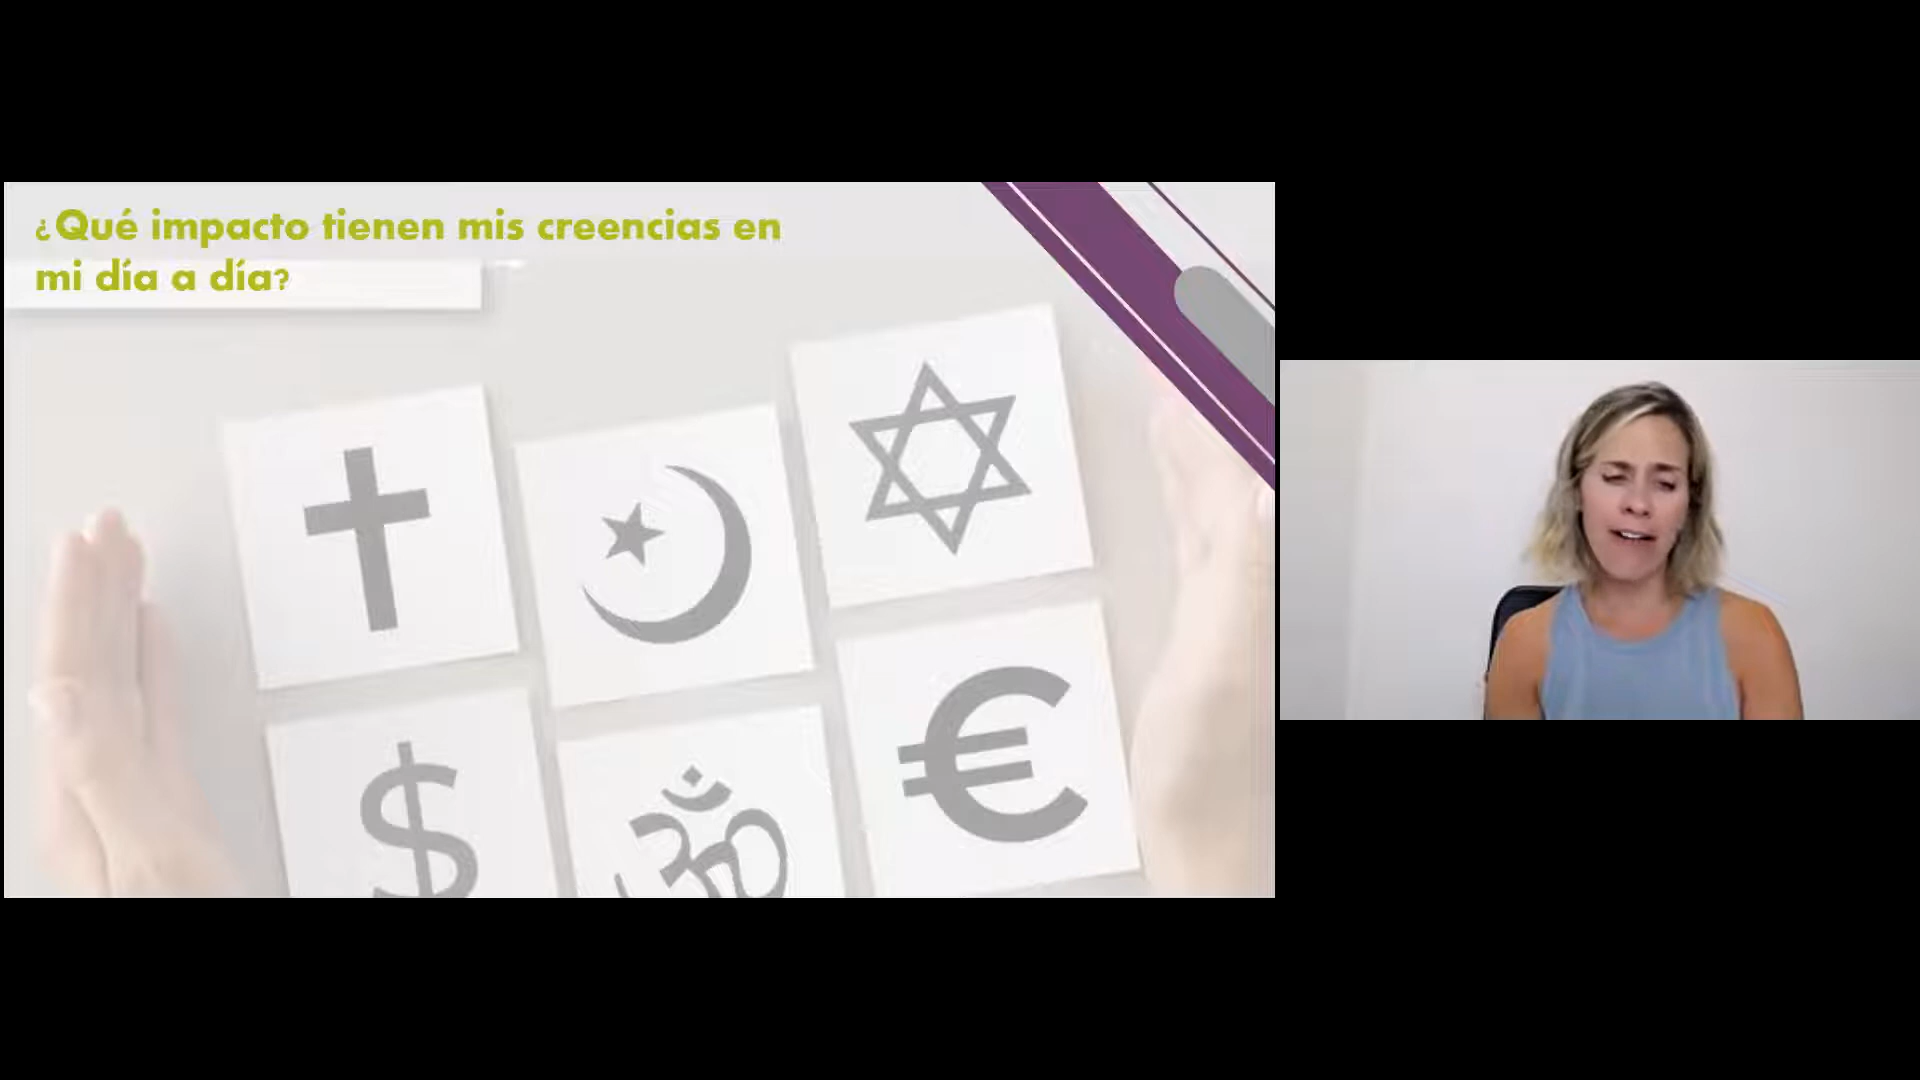 ¿Qué impacto tienen mis creencias en
mi día a día?
$
€